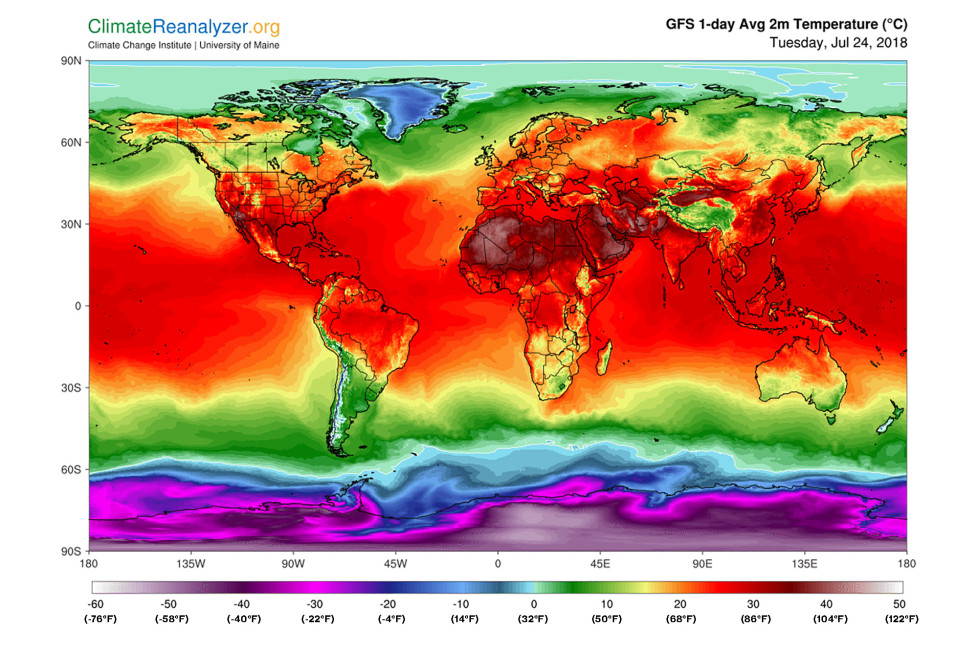 ClimateReanalyzer.org
Climate Change Institute | University of Maine
GFS 1-day Avg 2m Temperature (°C)
Tuesday, Jul 24, 2018
90N
60N
30N
0
30S
60S
90S
180 135W 90W 45W 0 45E 90E 135E 180
-60 -50 -40 -30 -20 -10 0 10 20 30 40 50
(-76°F) (-58°F) (-40°F) (-22°F) (-4°F) (14°F) (32°F) (50°F) (68°F) (86°F) (104°F) (122°F)